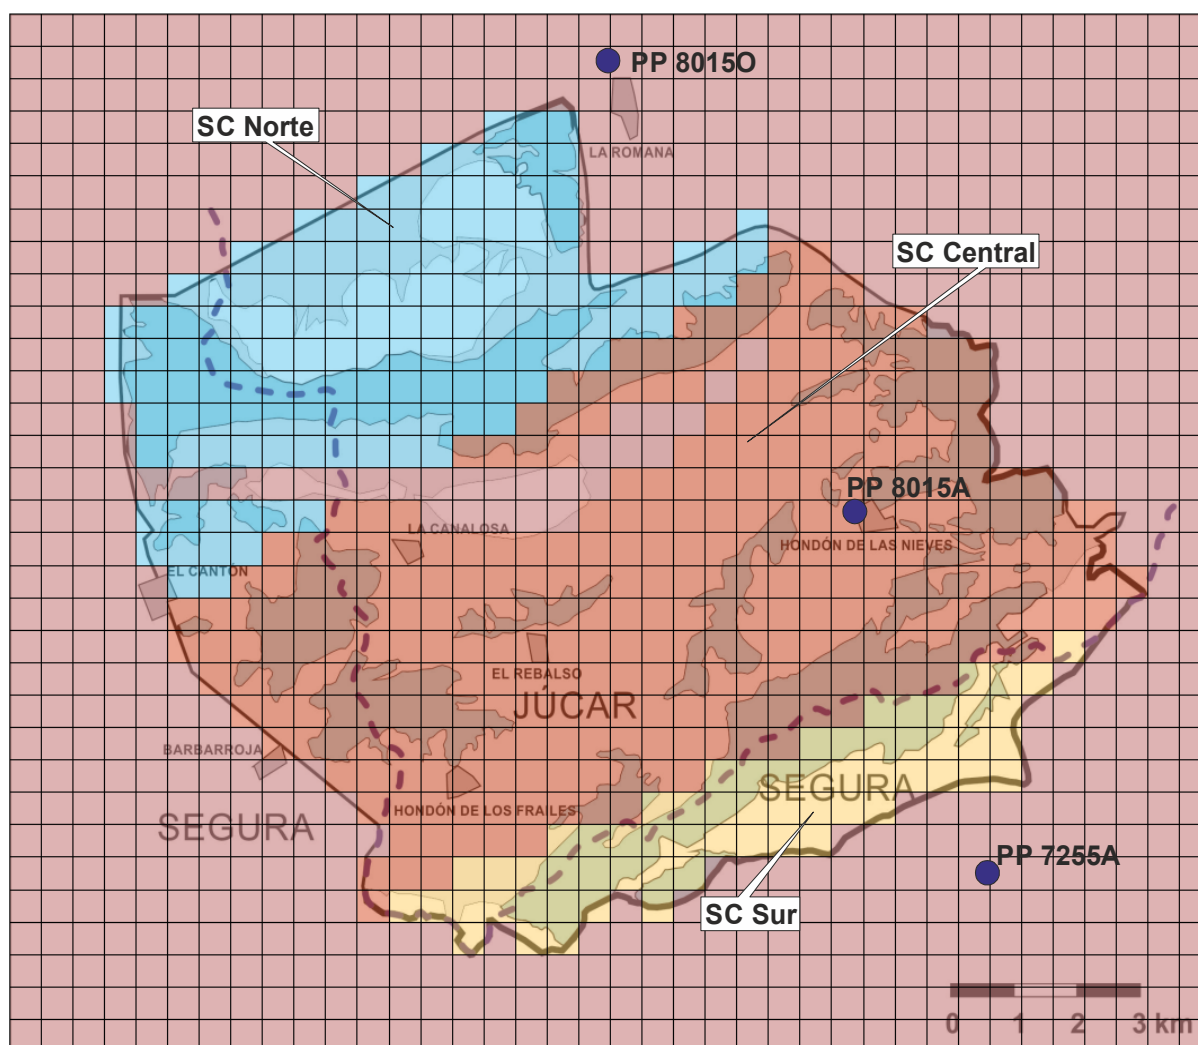 PP 8015O
SC Norte
LA ROMANA
SC Central
PP 8015A
LA CANALOSA
HONDÓN DE LAS NIEVES
EL CANTÓN
EL REBALSO
JÚCAR
BARBARROJA
SEGURA
HONDÓN DE LOS FRAILES
SEGURA
PP 7255A
SC Sur
0 1 2 3 km